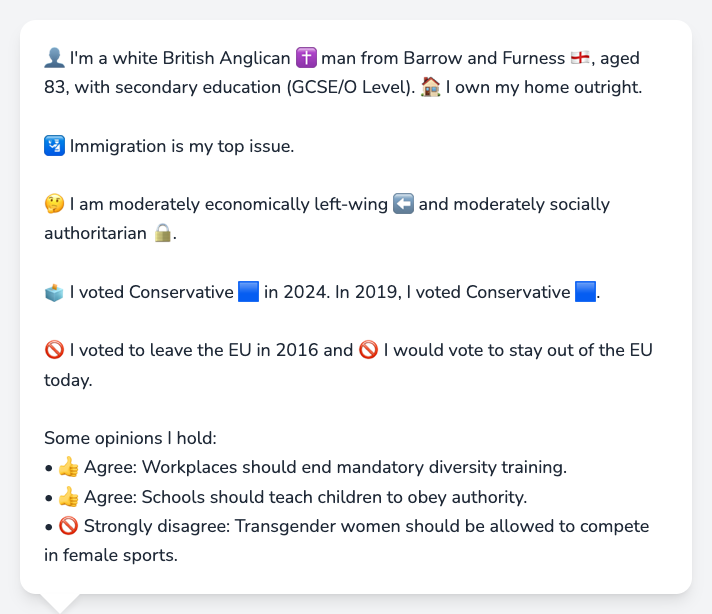 👤 I'm a white British Anglican ✝️ man from Barrow and Furness 🏴󠁧󠁢󠁥󠁮󠁧󠁿, aged
83, with secondary education (GCSE/O Level). 🏠 I own my home outright.
🛂 Immigration is my top issue.
🤔 I am moderately economically left-wing ⬅️ and moderately socially
authoritarian 🔒.
🗳️ I voted Conservative 🟦 in 2024. In 2019, I voted Conservative 🟦.
🚫 I voted to leave the EU in 2016 and 🚫 I would vote to stay out of the EU
today.
Some opinions I hold:
• 👍 Agree: Workplaces should end mandatory diversity training.
• 👍 Agree: Schools should teach children to obey authority.
• 🚫 Strongly disagree: Transgender women should be allowed to compete
in female sports.